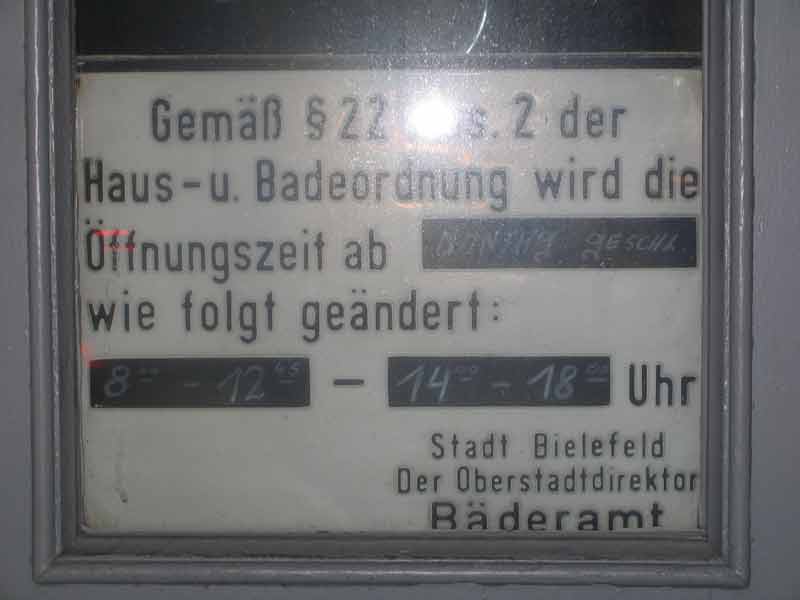 Gemäß § 22 s. 2 der
Haus-u. Badeordnung wird die
Öffnungszeit ab MONTAG GESCHL.
wie folgt geändert:
8⁰⁰ - 12⁴⁵ - 14⁰⁰ - 18⁰⁰ Uhr
Stadt Bielefeld
Der Oberstadtdirektor
Bäderamt